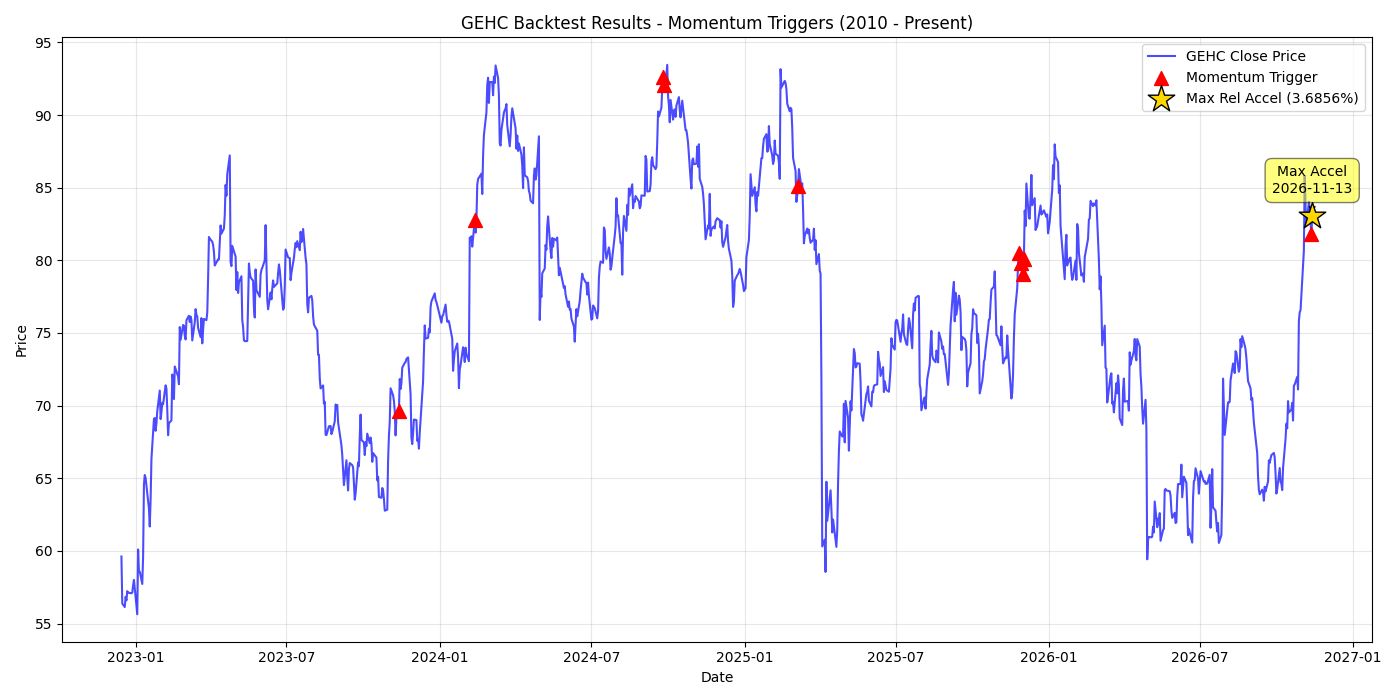 GEHC Backtest Results - Momentum Triggers (2010 - Present)
GEHC Close Price
Momentum Trigger
Max Rel Accel (3.6856%)
Max Accel
2026-11-13
Price
95
90
85
80
75
70
65
60
55
2023-01
2023-07
2024-01
2024-07
2025-01
2025-07
2026-01
2026-07
2027-01
Date